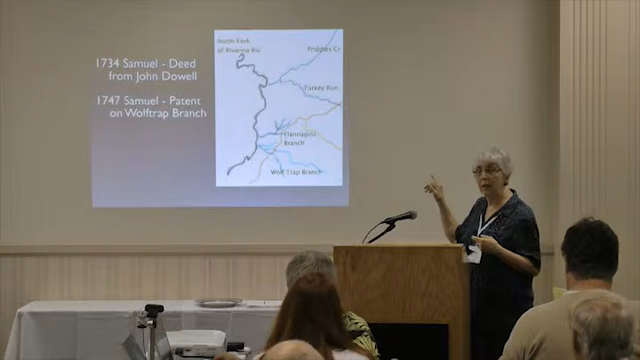 1734 Samuel - Deed
from John Dowell
1747 Samuel - Patent
on Wolftrap Branch
North Fork
of Rivanna Riv
Priddies Cr
Turkey Run
Flannagins
Branch
Wolf Trap Branch